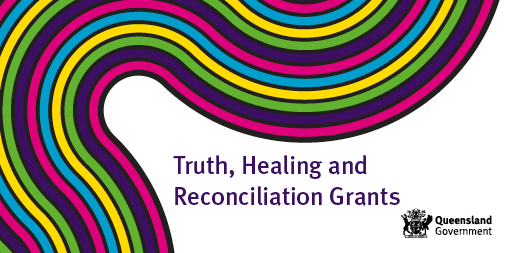 Truth, Healing and
Reconciliation Grants
Queensland
Government